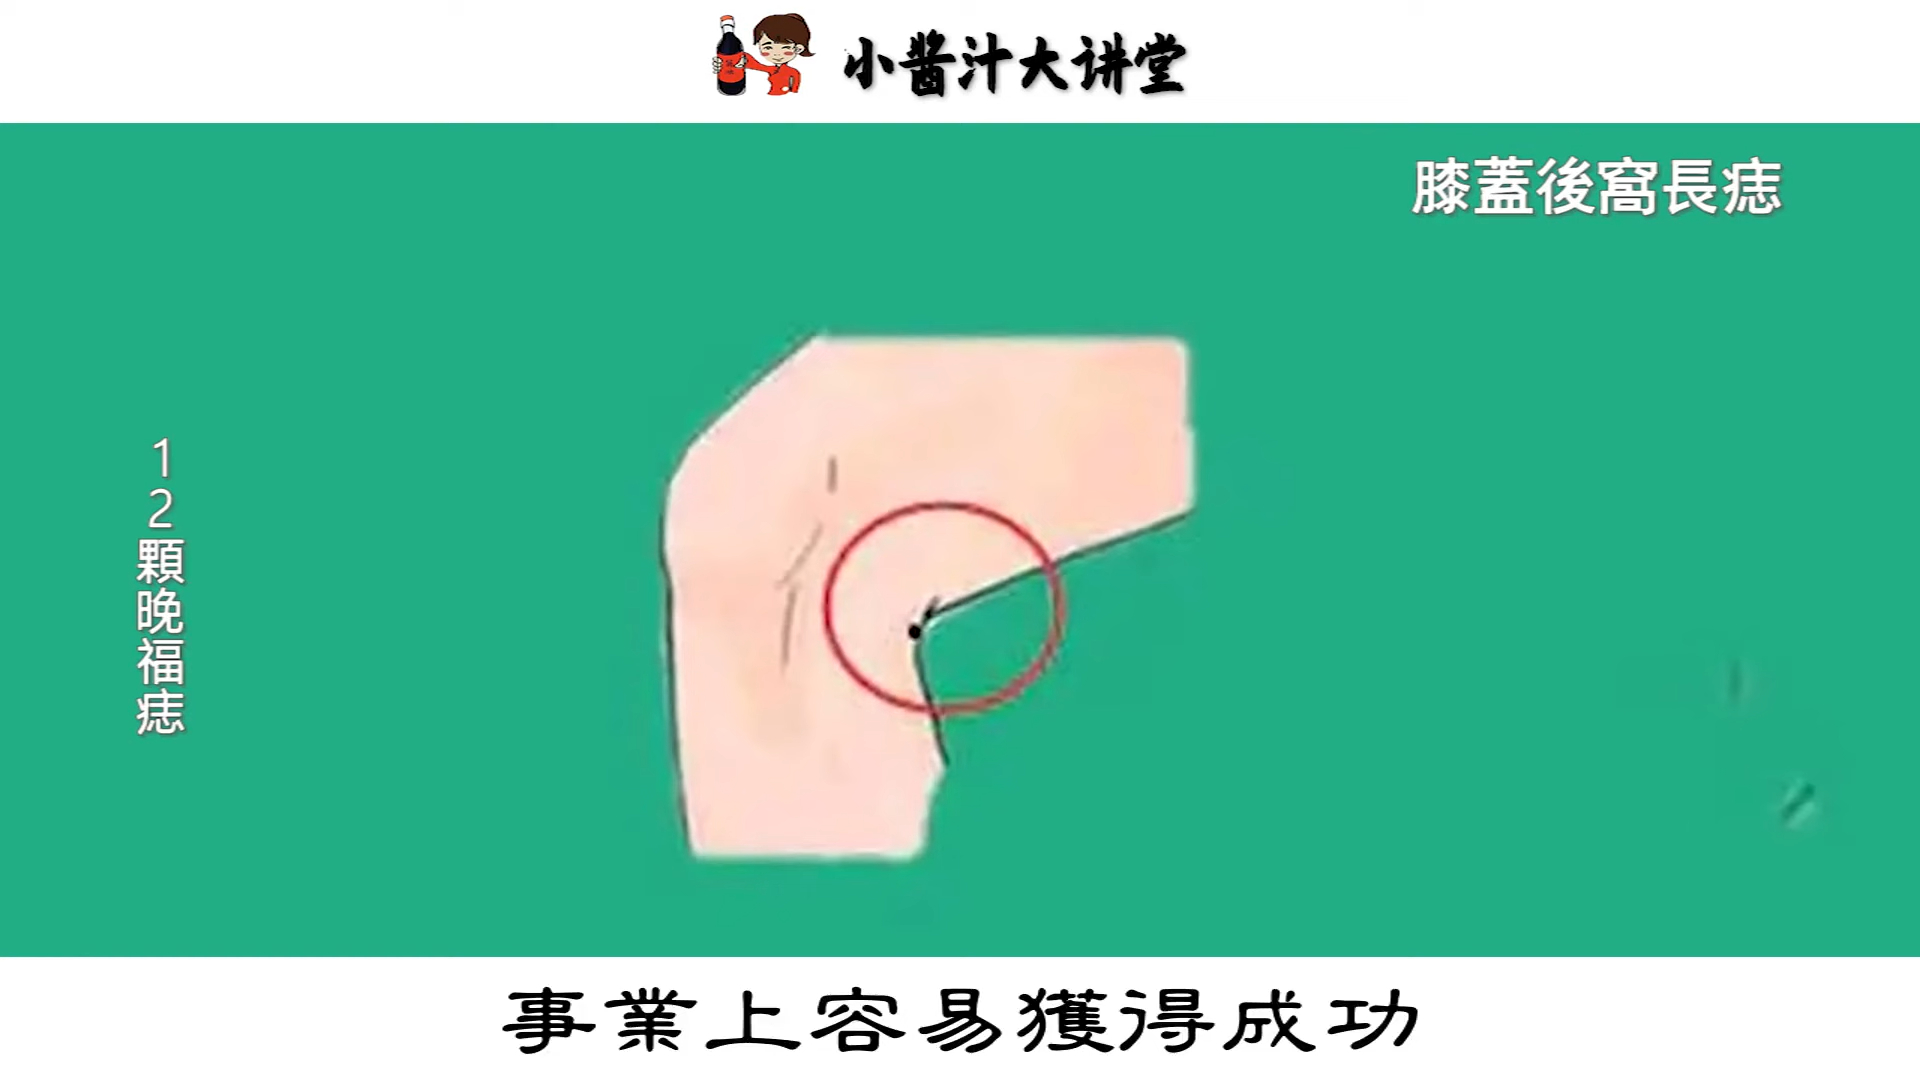 小酱汁大讲堂
膝蓋後窩長痣
12顆晚福痣
事業上容易獲得成功